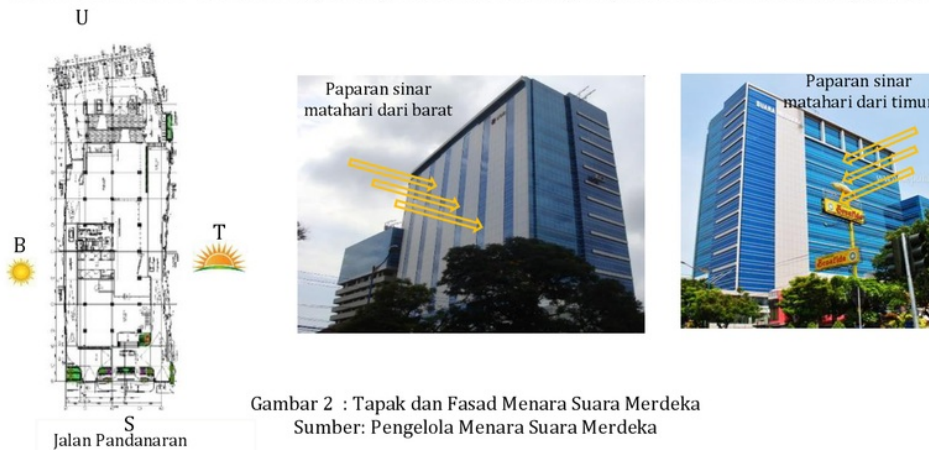 U
B
T
S
Jalan Pandanaran
Paparan sinar
matahari dari barat
Paparan sinar
matahari dari timur
SUARA
Gambar 2 : Tapak dan Fasad Menara Suara Merdeka
Sumber: Pengelola Menara Suara Merdeka